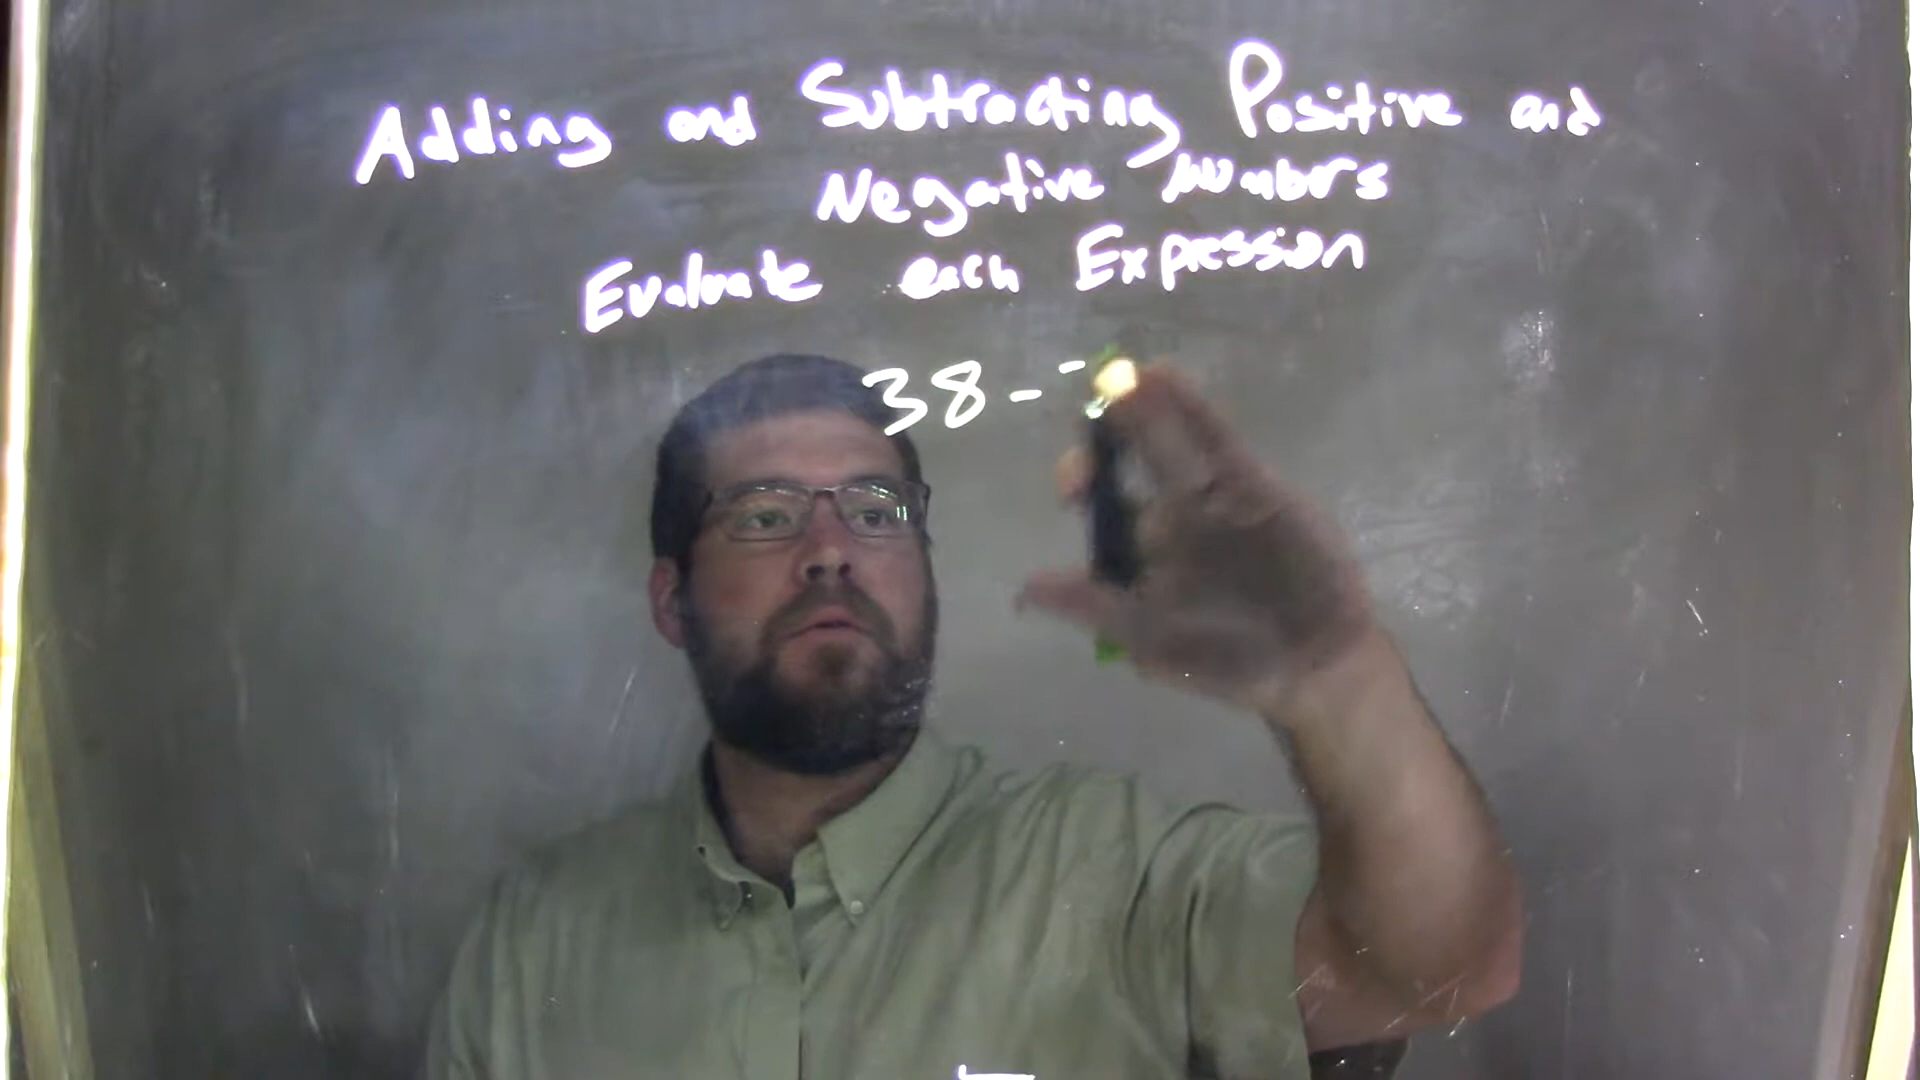 Adding and Subtracting Positive and
Negative Numbers
Evaluate each Expression
38 - -